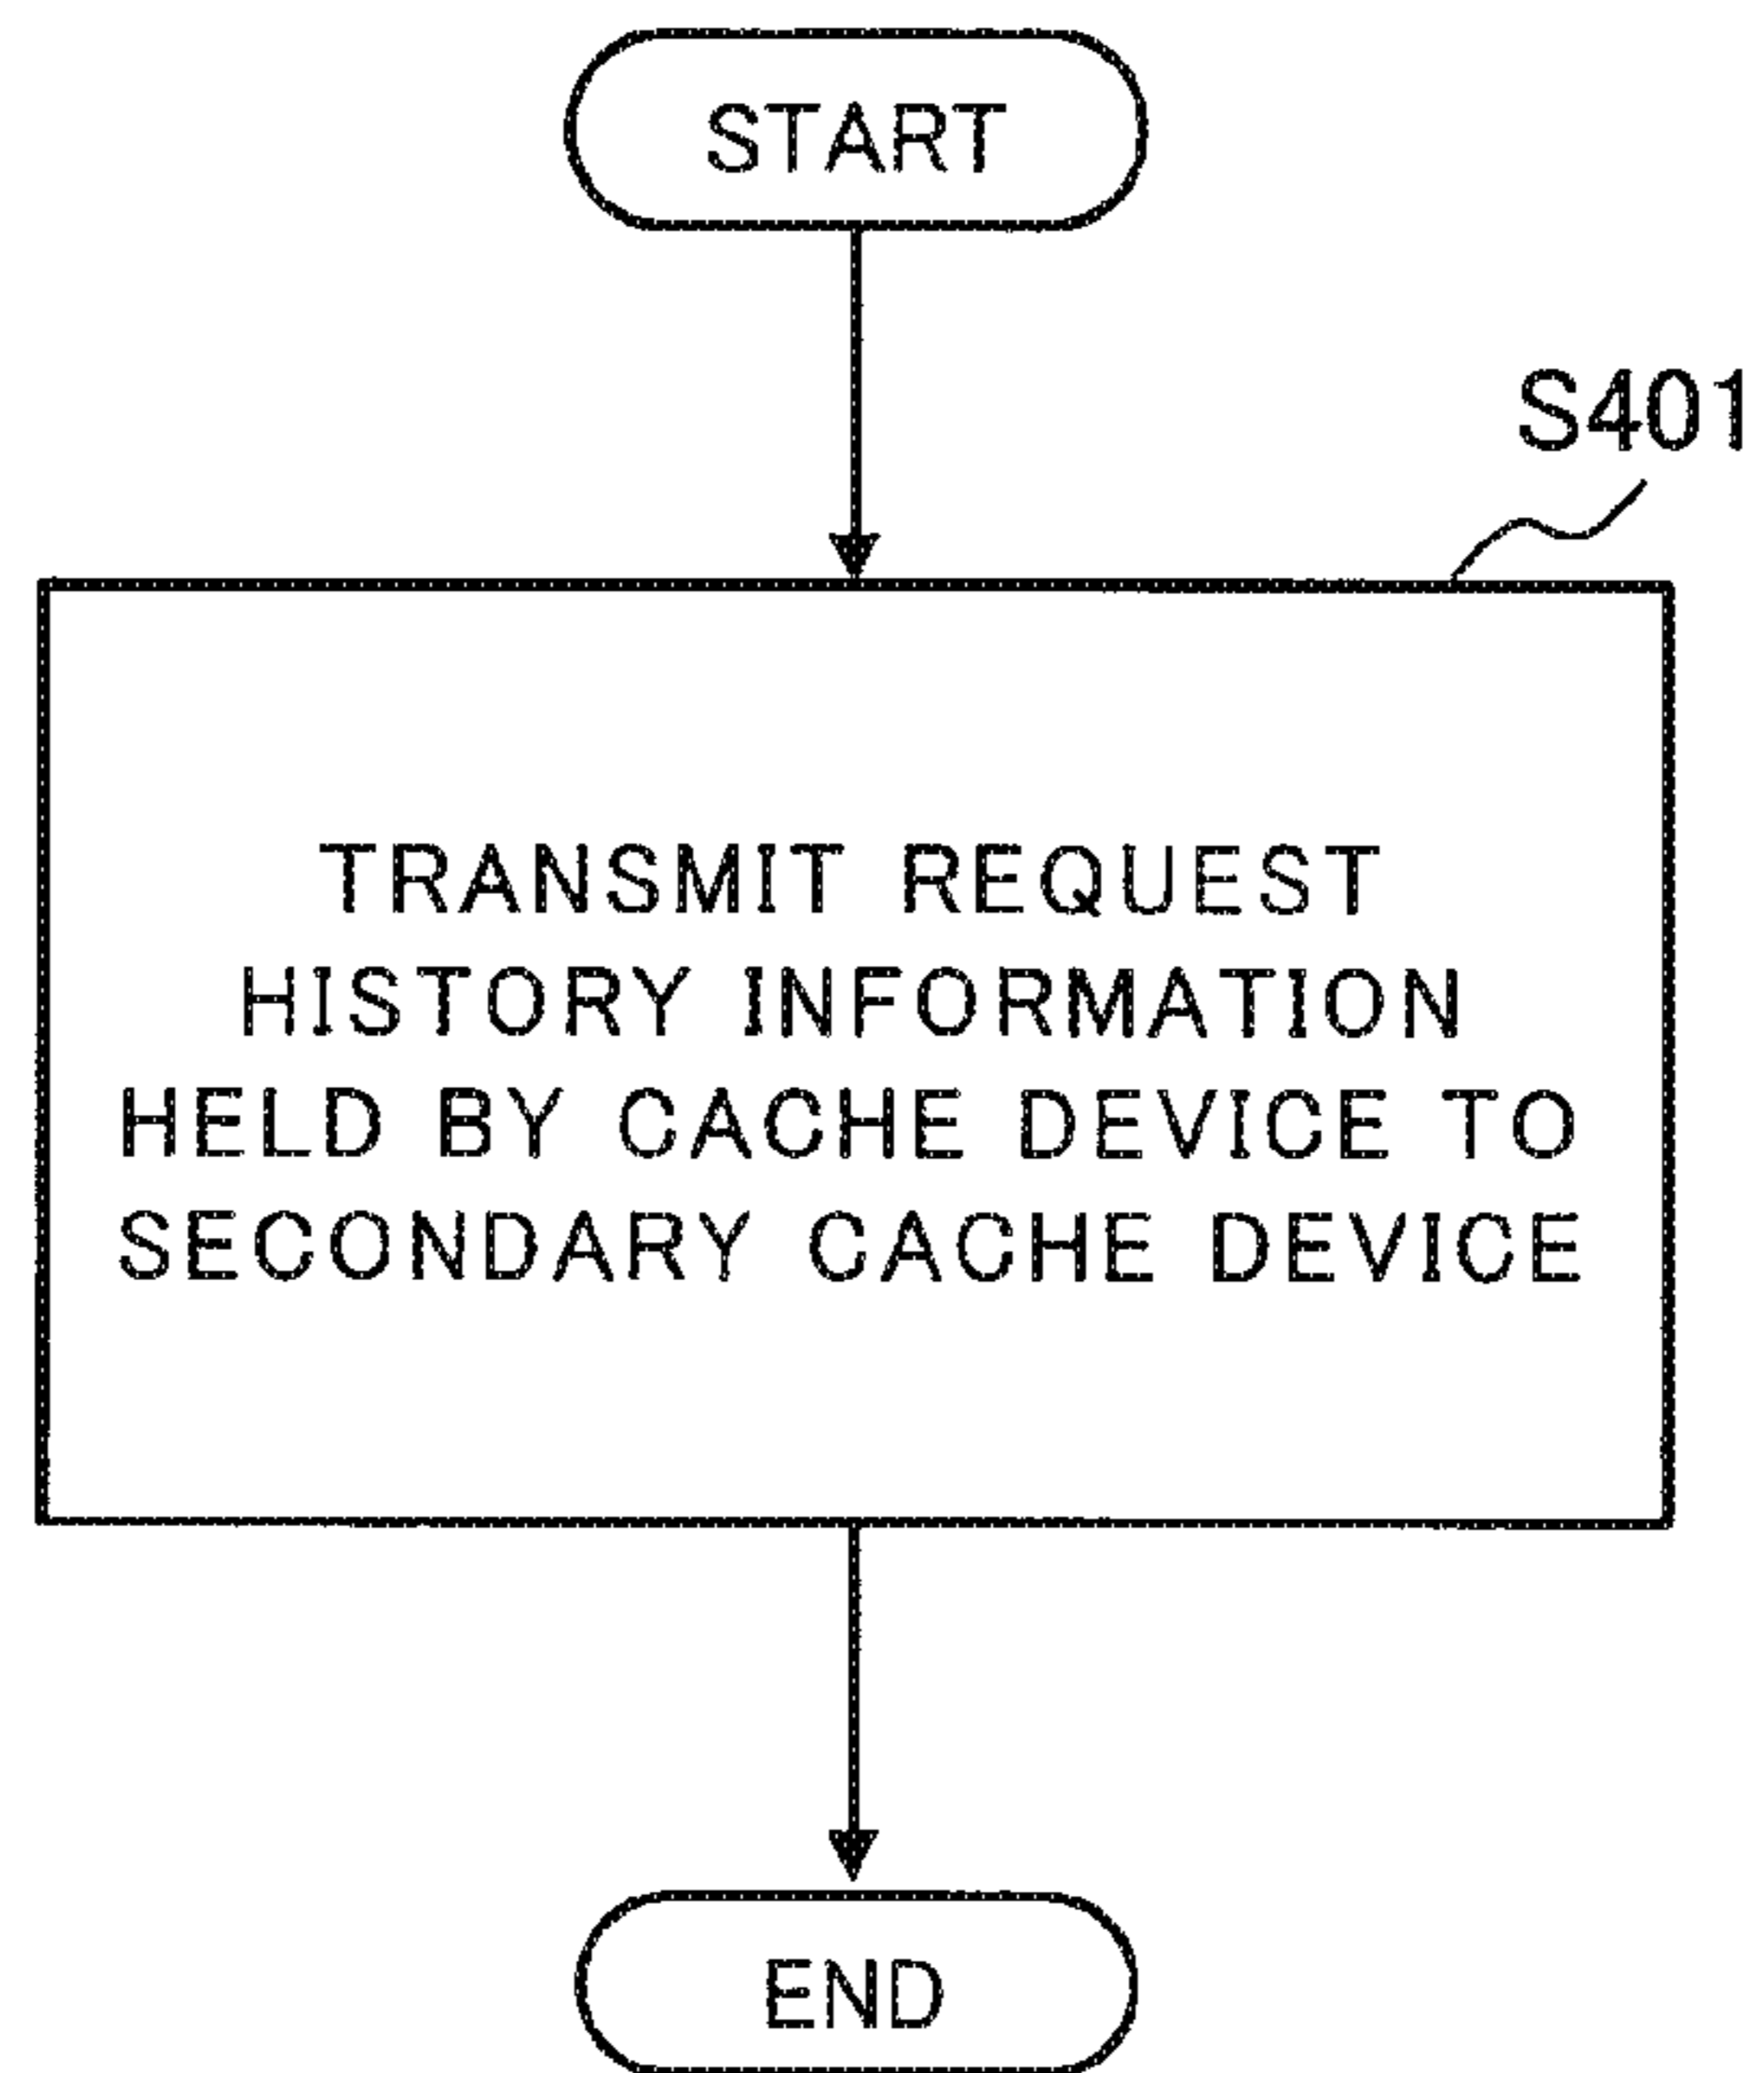 START
S401
TRANSMIT REQUEST
HISTORY INFORMATION
HELD BY CACHE DEVICE TO
SECONDARY CACHE DEVICE
END